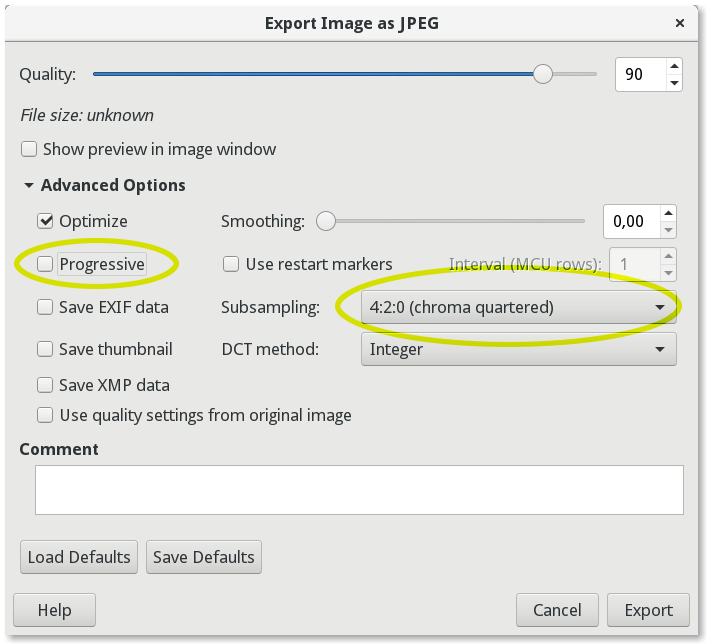 Export Image as JPEG ×
Quality: 90
File size: unknown
Show preview in image window
Advanced Options
Optimize Smoothing: 0,00
Progressive Use restart markers Interval (MCU rows): 1
Save EXIF data Subsampling: 4:2:0 (chroma quartered)
Save thumbnail DCT method: Integer
Save XMP data
Use quality settings from original image
Comment
Load Defaults Save Defaults
Help Cancel Export